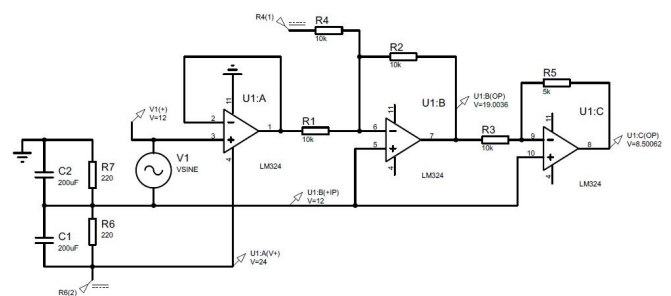 R4(1)
R4
10k
R2
10k
V1(+)
V=12
U1:A
11
2
3
1
4
LM324
R1
10k
U1:B
11
6
5
7
4
LM324
U1:B(OP)
V=19.0036
R3
10k
R5
5k
U1:C
11
9
10
8
4
LM324
U1:C(OP)
V=8.50062
C2
200uF
R7
220
V1
VSINE
U1:B(+IP)
V=12
C1
200uF
R6
220
U1:A(V+)
V=24
R6(2)